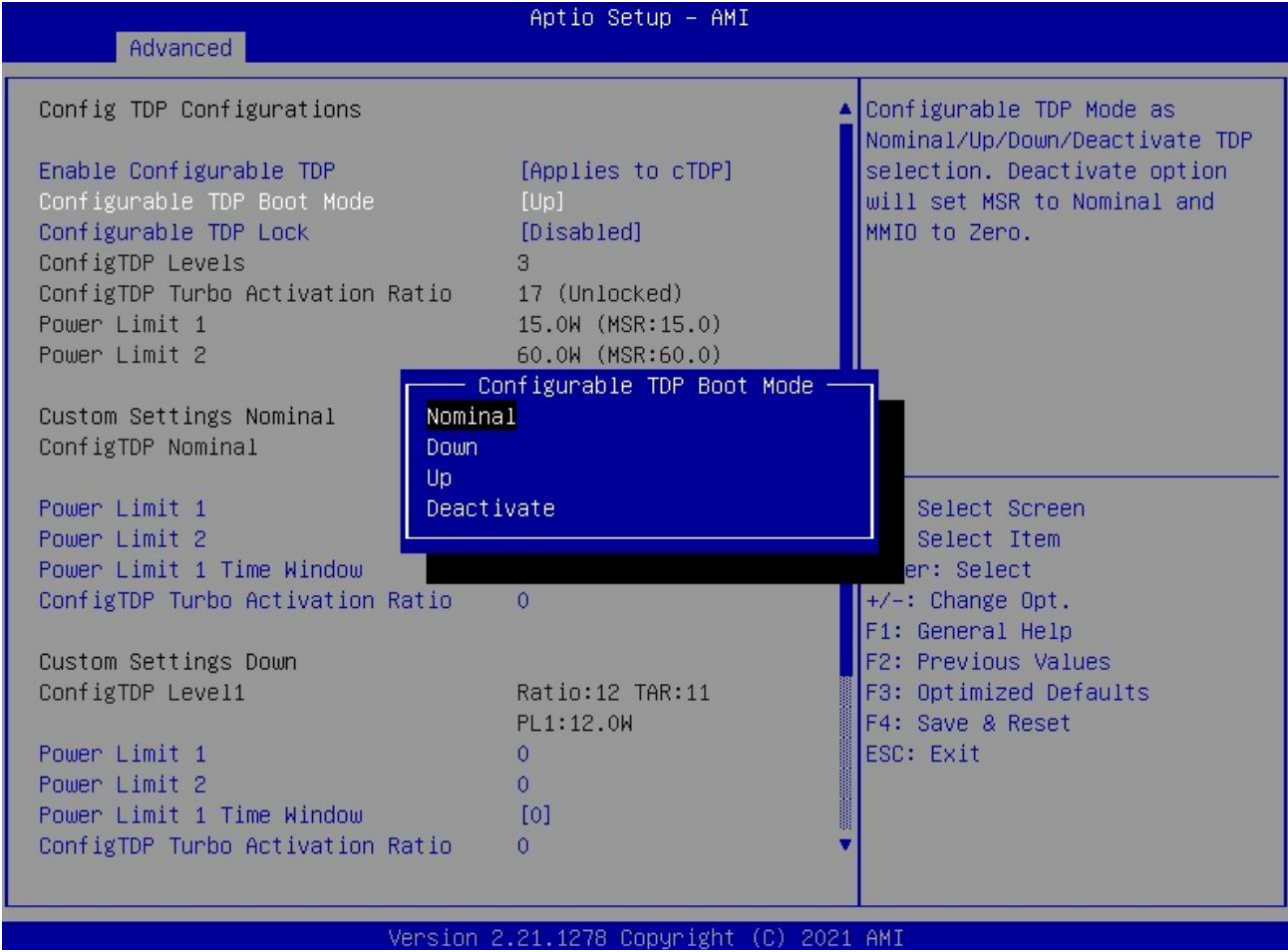 Aptio Setup – AMI
Advanced
Config TDP Configurations
Enable Configurable TDP [Applies to cTDP]
Configurable TDP Boot Mode [Up]
Configurable TDP Lock [Disabled]
ConfigTDP Levels 3
ConfigTDP Turbo Activation Ratio 17 (Unlocked)
Power Limit 1 15.0W (MSR:15.0)
Power Limit 2 60.0W (MSR:60.0)
Custom Settings Nominal
ConfigTDP Nominal
Power Limit 1
Power Limit 2
Power Limit 1 Time Window
ConfigTDP Turbo Activation Ratio 0
Custom Settings Down
ConfigTDP Level1 Ratio:12 TAR:11
PL1:12.0W
Power Limit 1 0
Power Limit 2 0
Power Limit 1 Time Window [0]
ConfigTDP Turbo Activation Ratio 0
Configurable TDP Boot Mode
Nominal
Down
Up
Deactivate
Configurable TDP Mode as
Nominal/Up/Down/Deactivate TDP
selection. Deactivate option
will set MSR to Nominal and
MMIO to Zero.
Select Screen
Select Item
er: Select
+/-: Change Opt.
F1: General Help
F2: Previous Values
F3: Optimized Defaults
F4: Save & Reset
ESC: Exit
Version 2.21.1278 Copyright (C) 2021 AMI